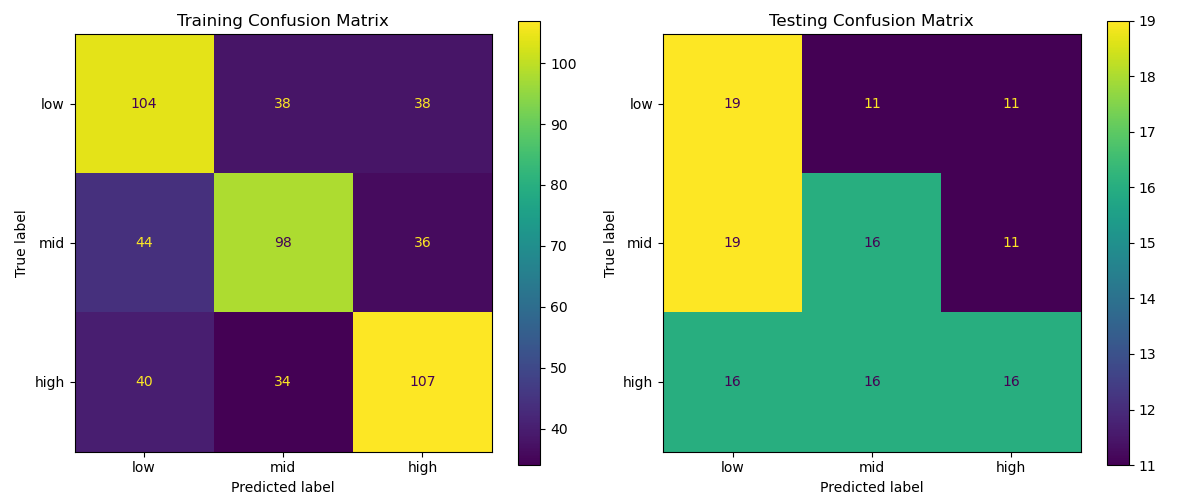 Training Confusion Matrix
True label
low
mid
high
104 38 38
44 98 36
40 34 107
low mid high
Predicted label
100
90
80
70
60
50
40
Testing Confusion Matrix
True label
low
mid
high
19 11 11
19 16 11
16 16 16
low mid high
Predicted label
19
18
17
16
15
14
13
12
11